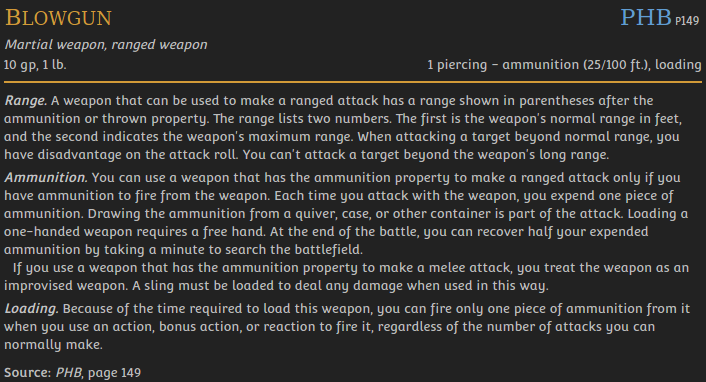 BLOWGUN PHB P149
Martial weapon, ranged weapon
10 gp, 1 lb. 1 piercing - ammunition (25/100 ft.), loading
Range. A weapon that can be used to make a ranged attack has a range shown in parentheses after the
ammunition or thrown property. The range lists two numbers. The first is the weapon's normal range in feet,
and the second indicates the weapon's maximum range. When attacking a target beyond normal range, you
have disadvantage on the attack roll. You can't attack a target beyond the weapon's long range.
Ammunition. You can use a weapon that has the ammunition property to make a ranged attack only if you
have ammunition to fire from the weapon. Each time you attack with the weapon, you expend one piece of
ammunition. Drawing the ammunition from a quiver, case, or other container is part of the attack. Loading a
one-handed weapon requires a free hand. At the end of the battle, you can recover half your expended
ammunition by taking a minute to search the battlefield.
If you use a weapon that has the ammunition property to make a melee attack, you treat the weapon as an
improvised weapon. A sling must be loaded to deal any damage when used in this way.
Loading. Because of the time required to load this weapon, you can fire only one piece of ammunition from it
when you use an action, bonus action, or reaction to fire it, regardless of the number of attacks you can
normally make.
Source: PHB, page 149